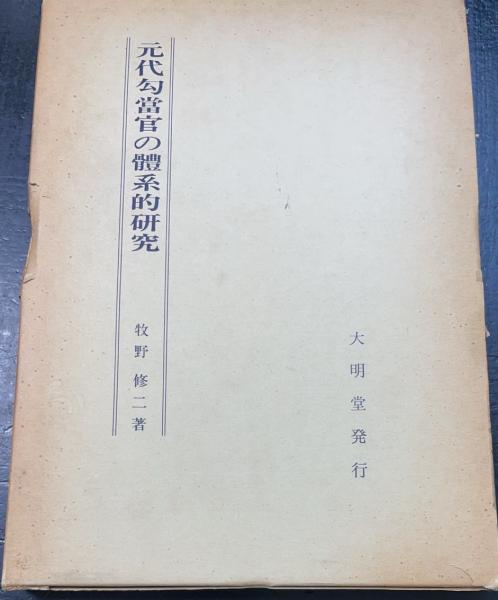 元代勾當官の體系的研究
牧野 修二 著
大明堂発行